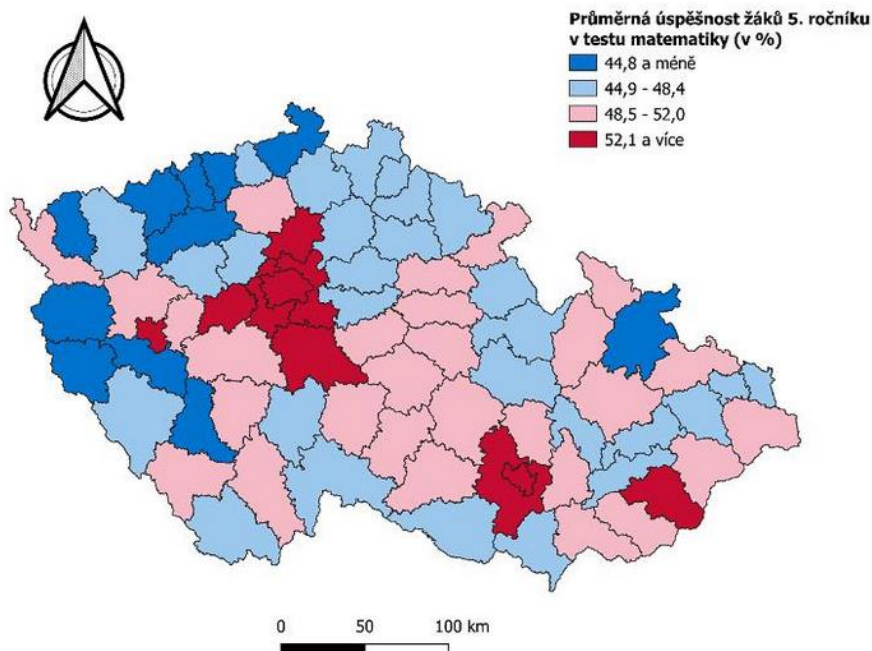 Průměrná úspěšnost žáků 5. ročníku
v testu matematiky (v %)
44,8 a méně
44,9 - 48,4
48,5 - 52,0
52,1 a více
0 50 100 km